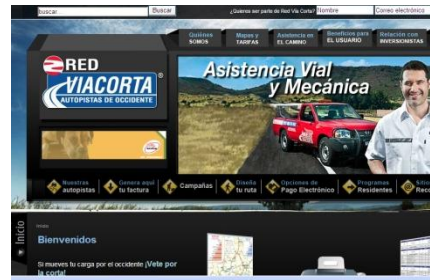 buscar...
Buscar
¿Quieres ser parte de Red Vía Corta?
Nombre
Correo electrónico
Quiénes
SOMOS
Mapas y
TARIFAS
Asistencia en
EL CAMINO
Beneficios para
EL USUARIO
Relación con
INVERSIONISTAS
RED
VIACORTA®
AUTOPISTAS DE OCCIDENTE
Asistencia Vial
y Mecánica
Nuestras
autopistas
Genera aquí
tu factura
Campañas
Diseña
tu ruta
Opciones de
Pago Electrónico
Programas
Residentes
Inicio
Inicio
Bienvenidos
Si mueves tu carga por el occidente ¡Vete por
la corta!